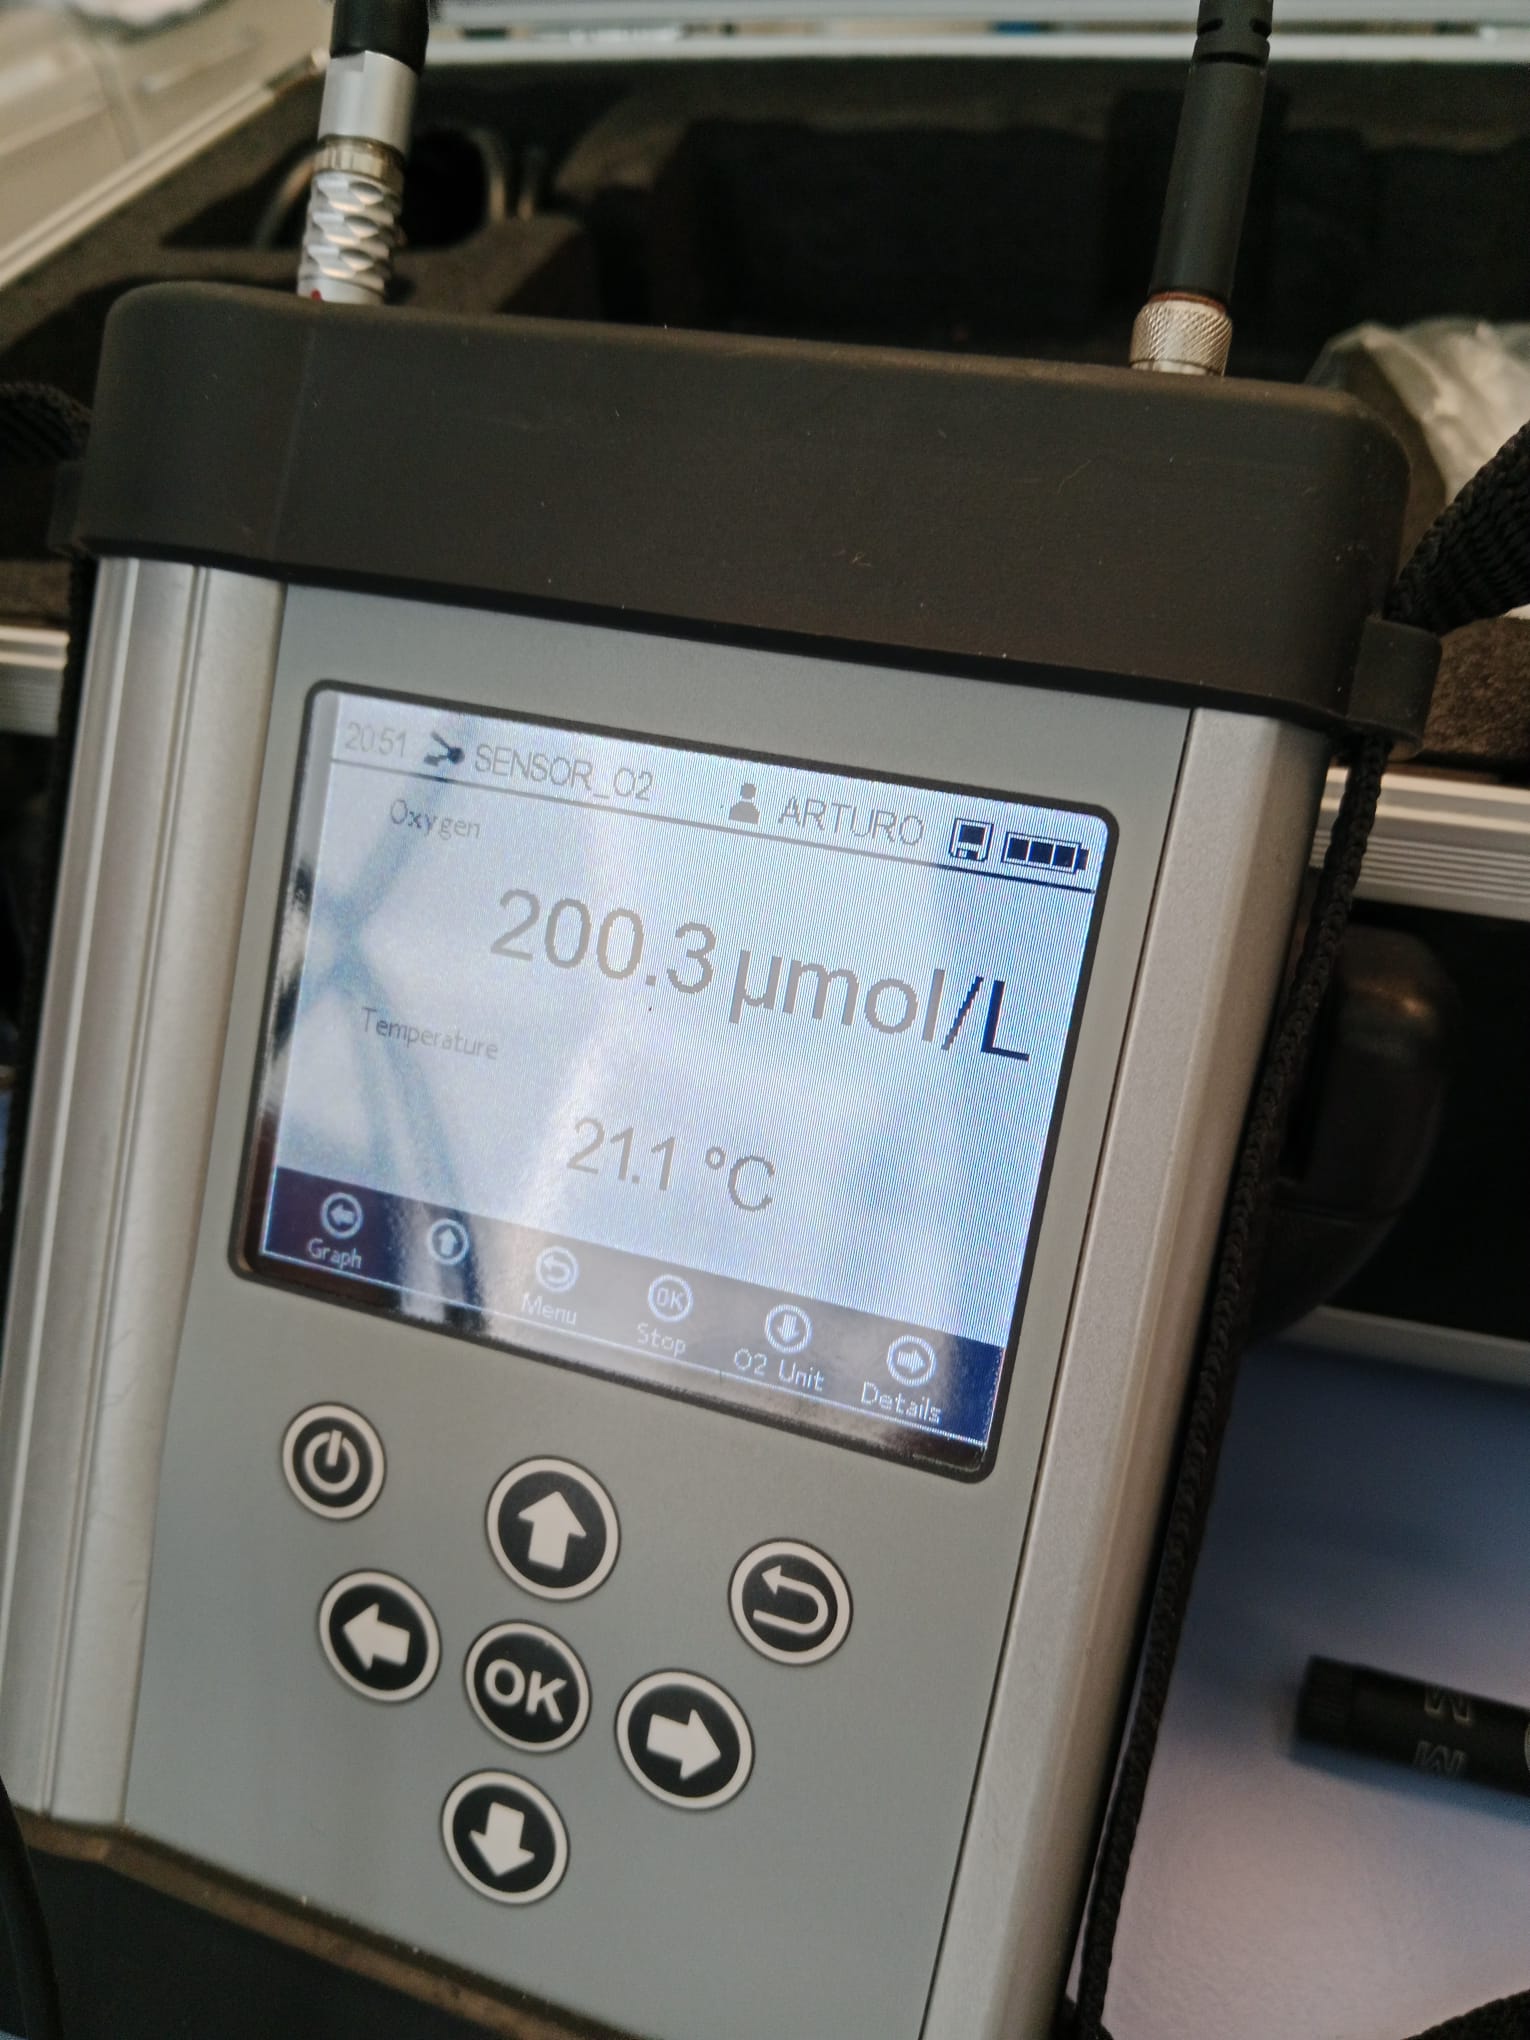 20:51 SENSOR_O2 ARTURO
Oxygen
200.3 µmol/L
Temperature
21.1 °C
Graph Menu OK Stop O2 Unit Details
OK